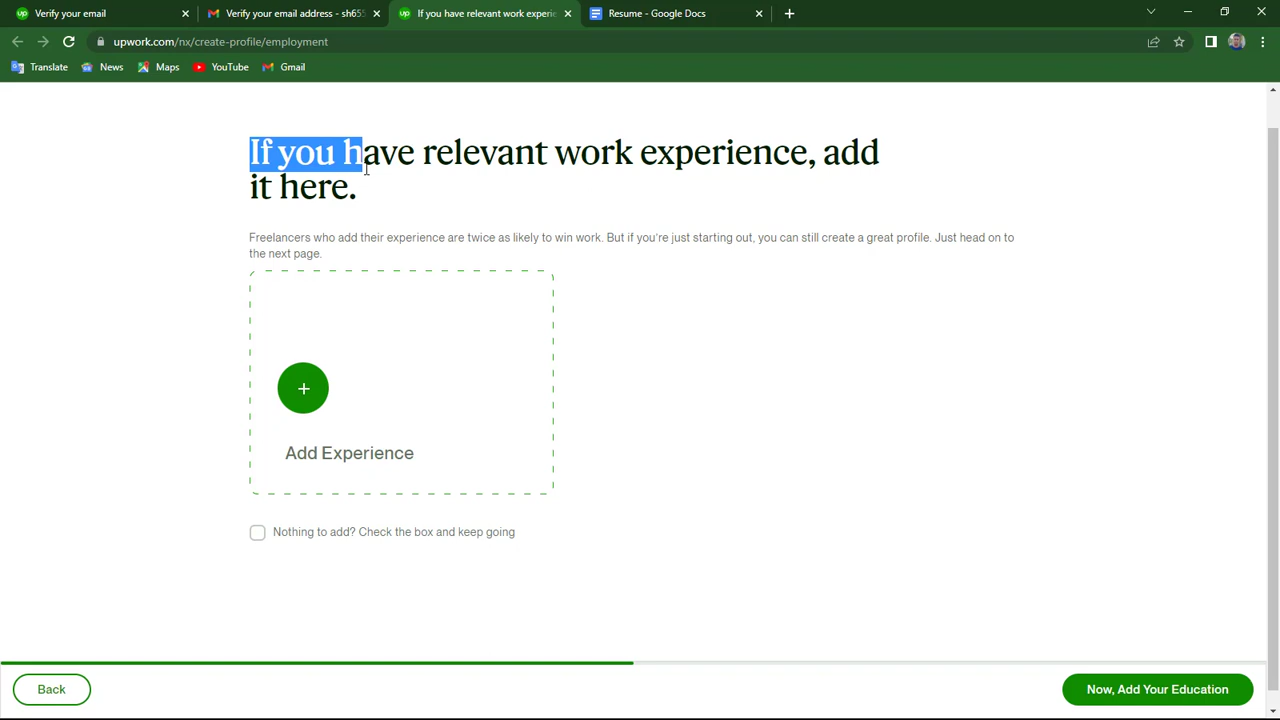 Verify your email
Verify your email address - sh655
If you have relevant work experie
Resume - Google Docs
upwork.com/nx/create-profile/employment
Translate
News
Maps
YouTube
Gmail
If you have relevant work experience, add
it here.
Freelancers who add their experience are twice as likely to win work. But if you're just starting out, you can still create a great profile. Just head on to
the next page.
Add Experience
Nothing to add? Check the box and keep going
Back
Now, Add Your Education